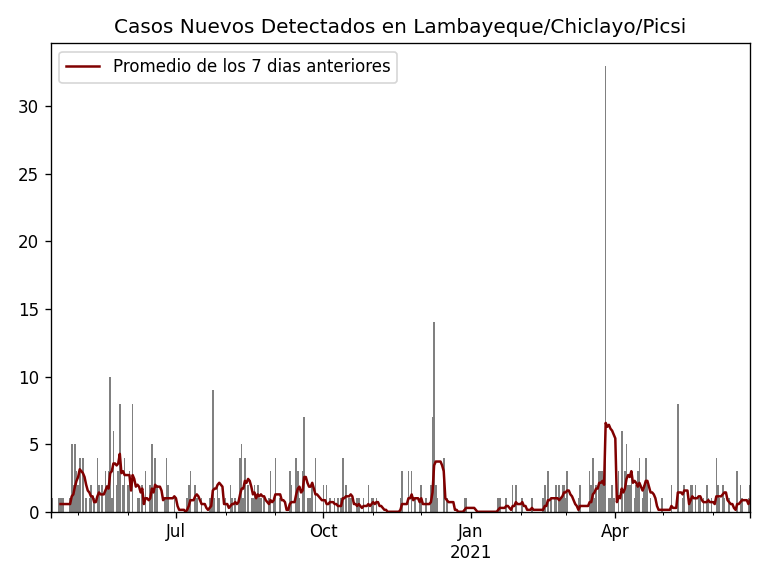 Casos Nuevos Detectados en Lambayeque/Chiclayo/Picsi
Promedio de los 7 dias anteriores
30
25
20
15
10
5
0
Jul
Oct
Jan
2021
Apr